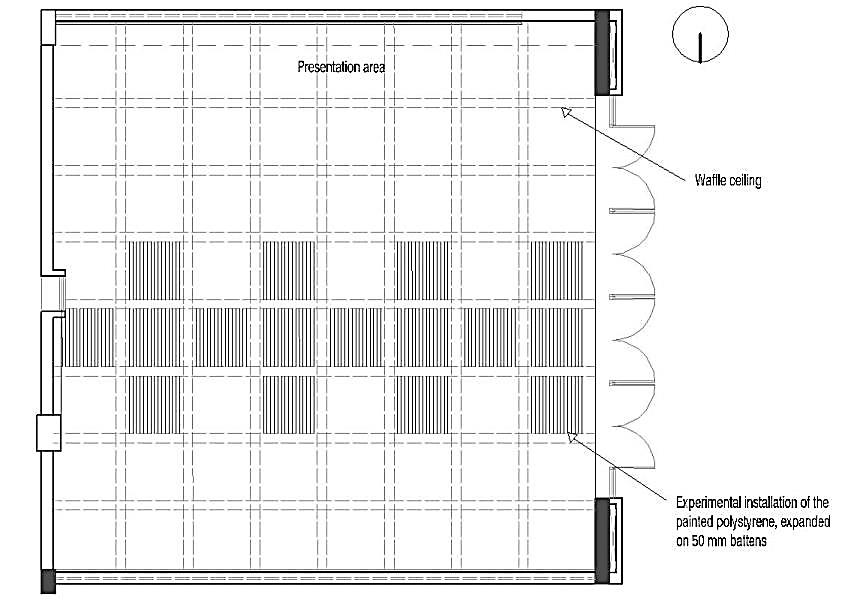 Presentation area
Waffle ceiling
Experimental installation of the
painted polystyrene, expanded
on 50 mm battens